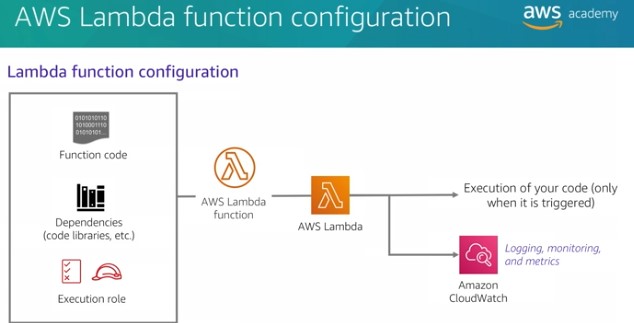 AWS Lambda function configuration
aws academy
Lambda function configuration
0101010110
1010001110
01010101...
Function code
Dependencies
(code libraries, etc.)
Execution role
AWS Lambda
function
AWS Lambda
Execution of your code (only
when it is triggered)
Logging, monitoring,
and metrics
Amazon
CloudWatch